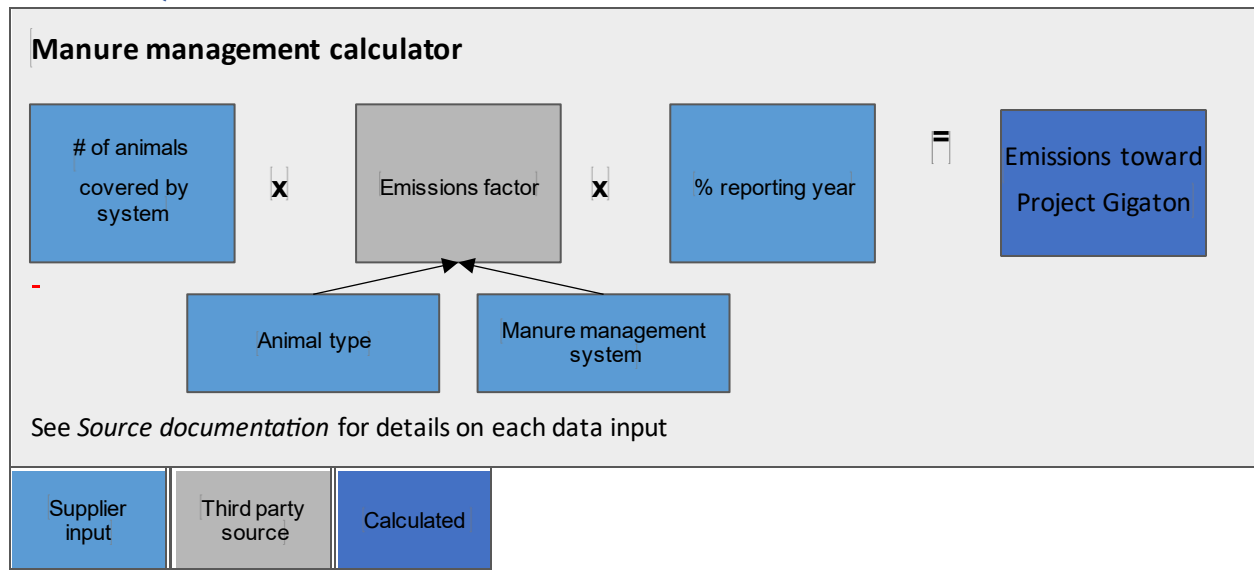 Manure management calculator
# of animals
covered by
system
x
Emissions factor
x
% reporting year
=
Emissions toward
Project Gigaton
-
Animal type
Manure management
system
See Source documentation for details on each data input
Supplier
input
Third party
source
Calculated